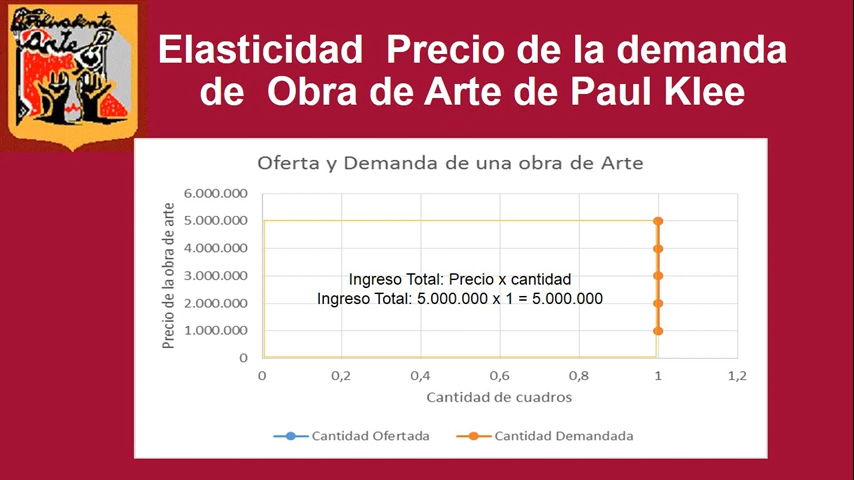 Polivalente
Arte
Elasticidad Precio de la demanda
de Obra de Arte de Paul Klee
Oferta y Demanda de una obra de Arte
Precio de la obra de arte
6.000.000
5.000.000
4.000.000
3.000.000
2.000.000
1.000.000
0
Ingreso Total: Precio x cantidad
Ingreso Total: 5.000.000 x 1 = 5.000.000
0 0,2 0,4 0,6 0,8 1 1,2
Cantidad de cuadros
Cantidad Ofertada Cantidad Demandada